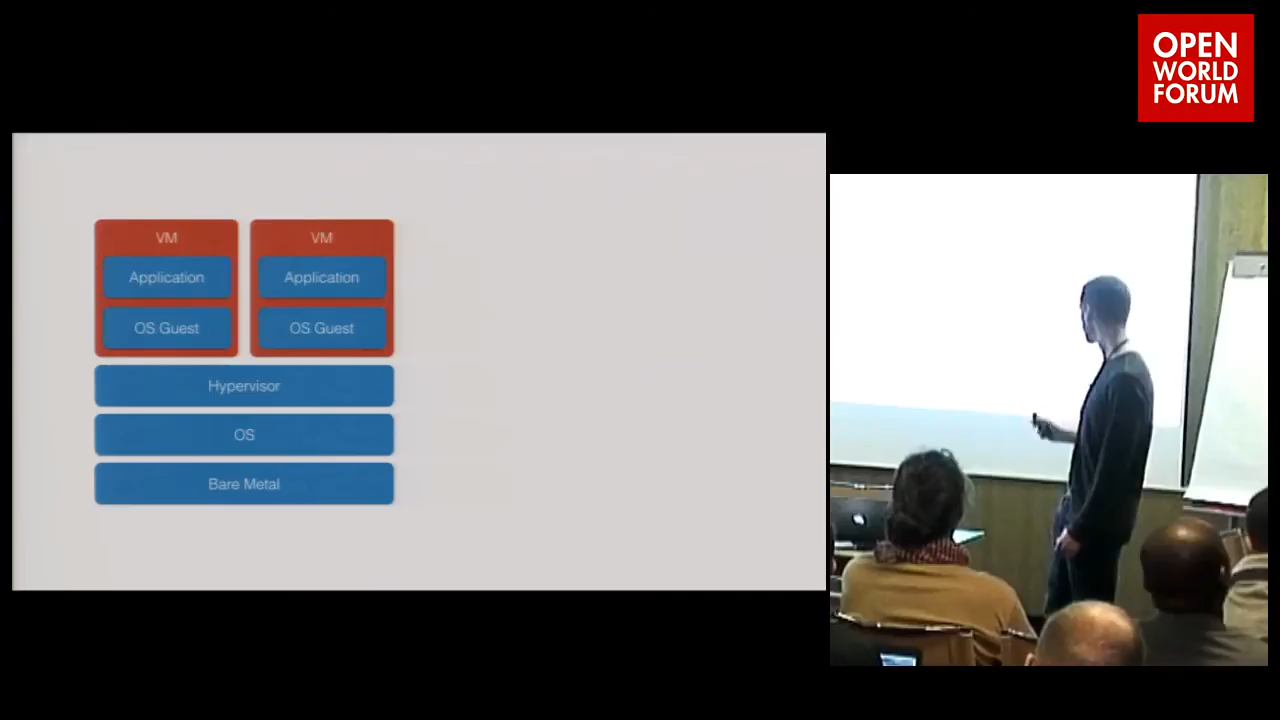 OPEN
WORLD
FORUM
VM
VM
Application
Application
OS Guest
OS Guest
Hypervisor
OS
Bare Metal